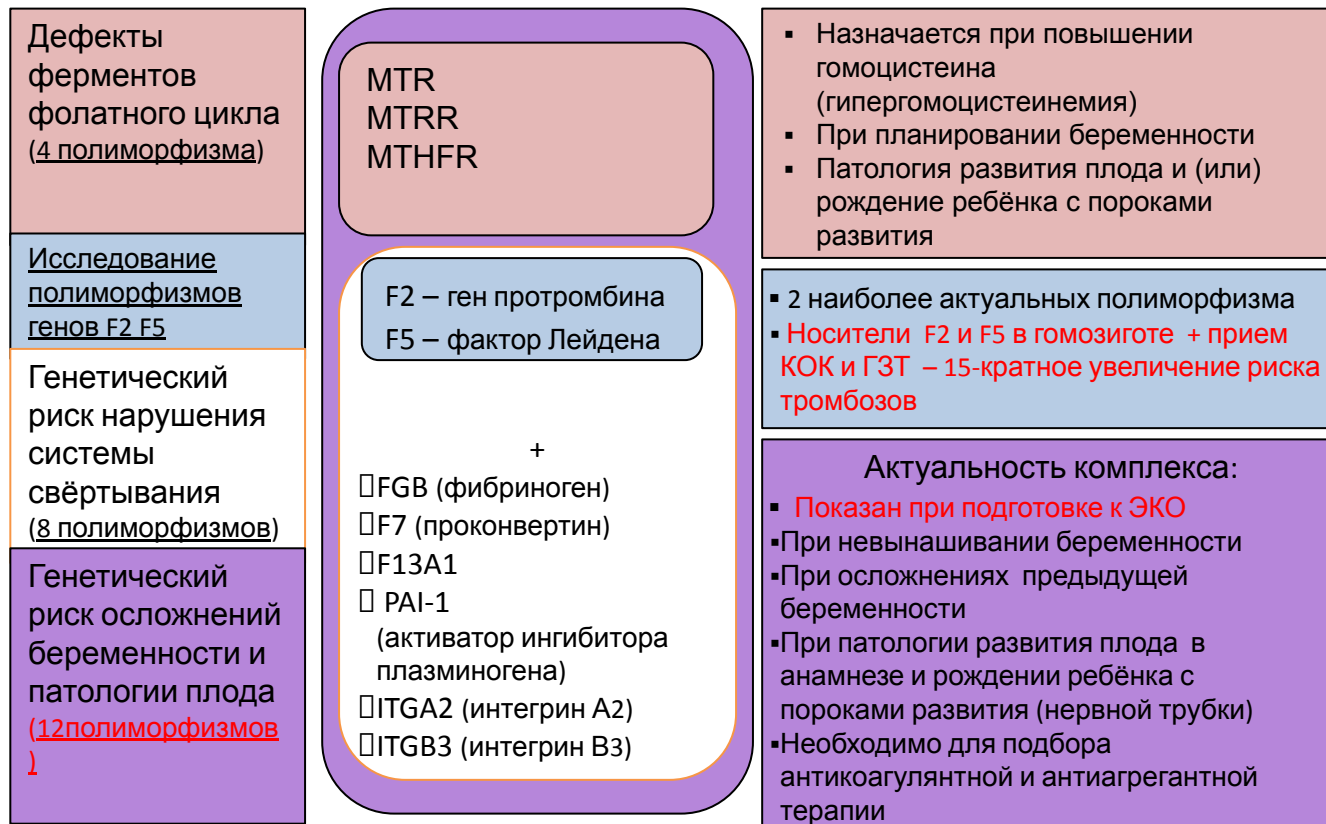 Дефекты
ферментов
фолатного цикла
(4 полиморфизма)
Исследование
полиморфизмов
генов F2 F5
Генетический
риск нарушения
системы
свёртывания
(8 полиморфизмов)
Генетический
риск осложнений
беременности и
патологии плода
(12полиморфизмов
)
MTR
MTRR
MTHFR
F2 – ген протромбина
F5 – фактор Лейдена
+
FGB (фибриноген)
F7 (проконвертин)
F13A1
PAI-1
(активатор ингибитора
плазминогена)
ITGA2 (интегрин А2)
ITGB3 (интегрин В3)
▪ Назначается при повышении
гомоцистеина
(гипергомоцистеинемия)
▪ При планировании беременности
▪ Патология развития плода и (или)
рождение ребёнка с пороками
развития
▪ 2 наиболее актуальных полиморфизма
▪ Носители F2 и F5 в гомозиготе + прием
КОК и ГЗТ – 15-кратное увеличение риска
тромбозов
Актуальность комплекса:
▪ Показан при подготовке к ЭКО
▪При невынашивании беременности
▪При осложнениях предыдущей
беременности
▪При патологии развития плода в
анамнезе и рождении ребёнка с
пороками развития (нервной трубки)
▪Необходимо для подбора
антикоагулянтной и антиагрегантной
терапии